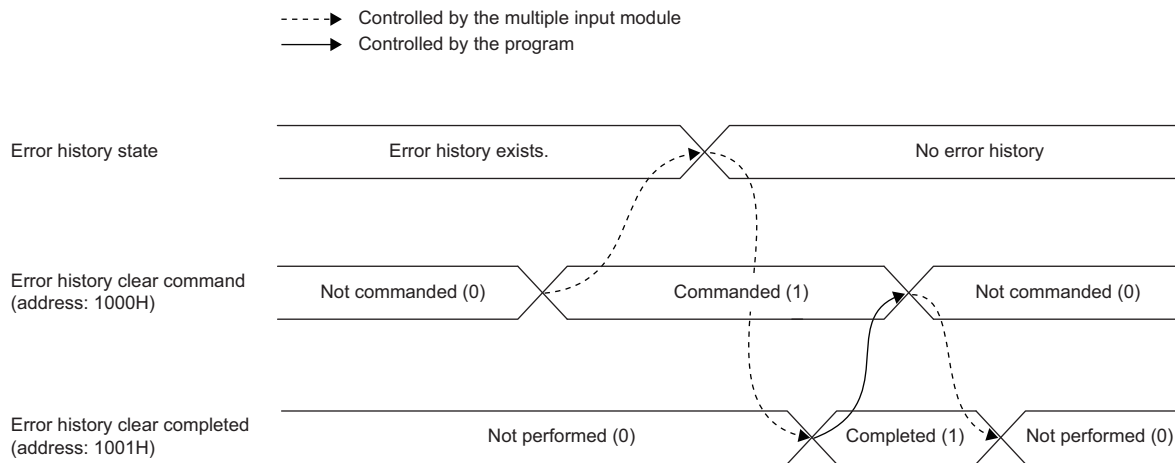 Controlled by the multiple input module
Controlled by the program
Error history state
Error history exists.
No error history
Error history clear command
(address: 1000H)
Not commanded (0)
Commanded (1)
Not commanded (0)
Error history clear completed
(address: 1001H)
Not performed (0)
Completed (1)
Not performed (0)